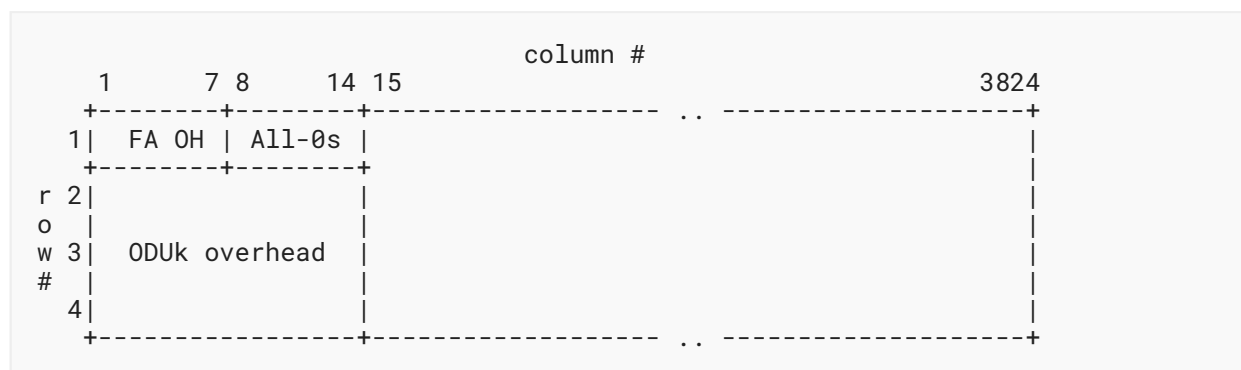 column #
      1      7 8     14 15                                   3824
     +--------+--------+------------------- .. --------------------+
    1|  FA OH | All-0s |                                           |
     +--------+--------+                                           |
  r 2|                 |                                           |
  o  |                 |                                           |
  w 3|  ODUk overhead  |                                           |
  #  |                 |                                           |
    4|                 |                                           |
     +-----------------+------------------- .. --------------------+